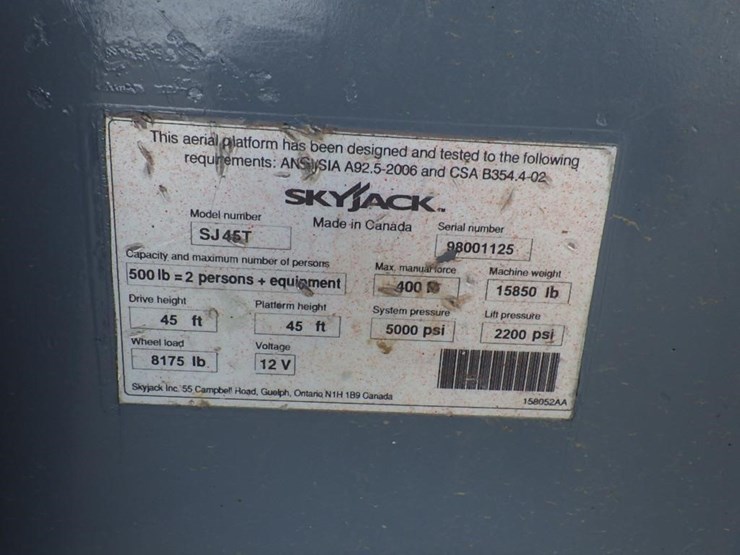 This aerial platform has been designed and tested to the following
requirements: ANSI/SIA A92.5-2006 and CSA B354.4-02
SKYJACK™
Made in Canada
Model number
SJ45T
Serial number
98001125
Capacity and maximum number of persons
500 lb = 2 persons + equipment
Max. manual force
400
Machine weight
15850 lb
Drive height
45 ft
Platform height
45 ft
System pressure
5000 psi
Lift pressure
2200 psi
Wheel load
8175 lb
Voltage
12 V
Skyjack Inc. 55 Campbell Road, Guelph, Ontario N1H 1B9 Canada
158052AA